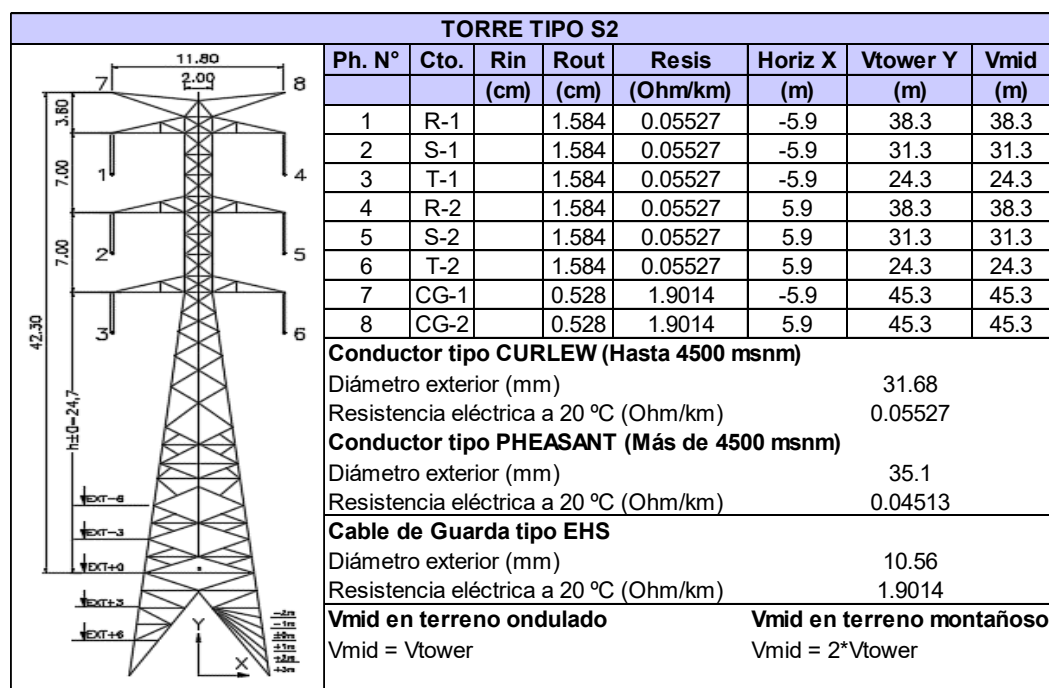 TORRE TIPO S2
Ph. N° Cto. Rin Rout Resis Horiz X Vtower Y Vmid
(cm) (cm) (Ohm/km) (m) (m) (m)
1 R-1 1.584 0.05527 -5.9 38.3 38.3
2 S-1 1.584 0.05527 -5.9 31.3 31.3
3 T-1 1.584 0.05527 -5.9 24.3 24.3
4 R-2 1.584 0.05527 5.9 38.3 38.3
5 S-2 1.584 0.05527 5.9 31.3 31.3
6 T-2 1.584 0.05527 5.9 24.3 24.3
7 CG-1 0.528 1.9014 -5.9 45.3 45.3
8 CG-2 0.528 1.9014 5.9 45.3 45.3
Conductor tipo CURLEW (Hasta 4500 msnm)
Diámetro exterior (mm) 31.68
Resistencia eléctrica a 20 ºC (Ohm/km) 0.05527
Conductor tipo PHEASANT (Más de 4500 msnm)
Diámetro exterior (mm) 35.1
Resistencia eléctrica a 20 ºC (Ohm/km) 0.04513
Cable de Guarda tipo EHS
Diámetro exterior (mm) 10.56
Resistencia eléctrica a 20 ºC (Ohm/km) 1.9014
Vmid en terreno ondulado Vmid en terreno montañoso
Vmid = Vtower Vmid = 2*Vtower
11.80
7 2.00 8
3.80
1 4
7.00
2 5
7.00
3 6
42.30
h±0=24,7
EXT-6
EXT-3
EXT+0
EXT+3
EXT+6
Y
X
-2m
-1m
±0m
+1m
+2m
+3m